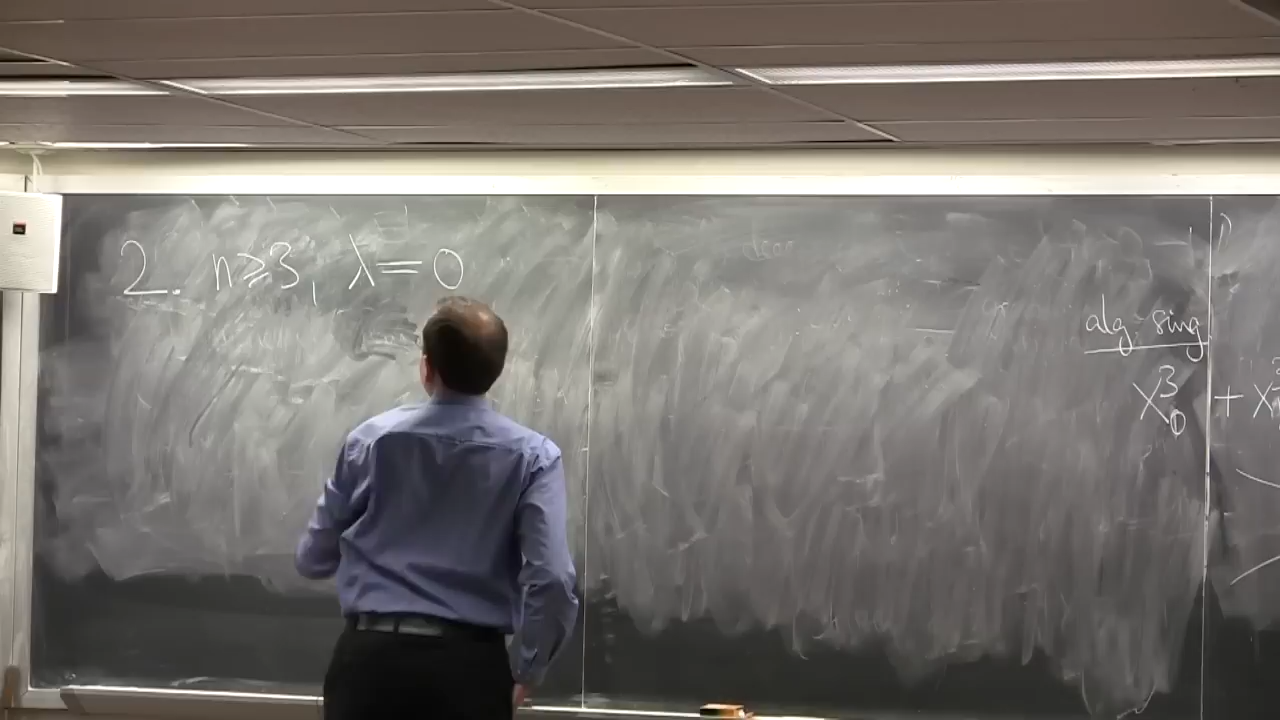 2. n≥3, λ=0
alg. sing
X₀³ + X